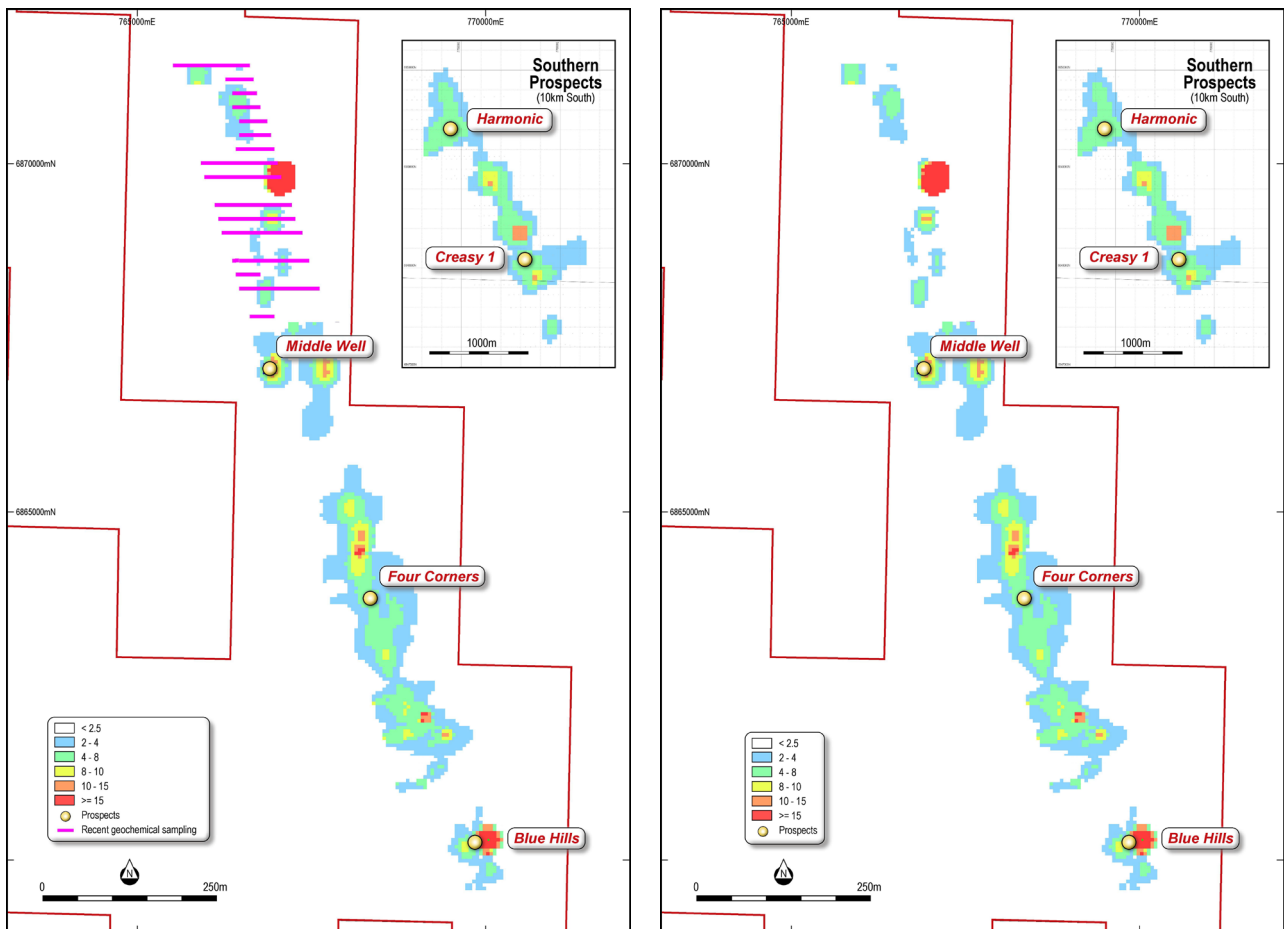 765000mE
770000mE
Southern
Prospects
(10km South)
Harmonic
6870000mN
Creasy 1
1000m
Middle Well
6865000mN
Four Corners
< 2.5
2 - 4
4 - 8
8 - 10
10 - 15
>= 15
Prospects
Recent geochemical sampling
Blue Hills
N
0
250m
765000mE
770000mE
Southern
Prospects
(10km South)
Harmonic
6870000mN
Creasy 1
1000m
Middle Well
6865000mN
Four Corners
< 2.5
2 - 4
4 - 8
8 - 10
10 - 15
>= 15
Prospects
Blue Hills
N
0
250m